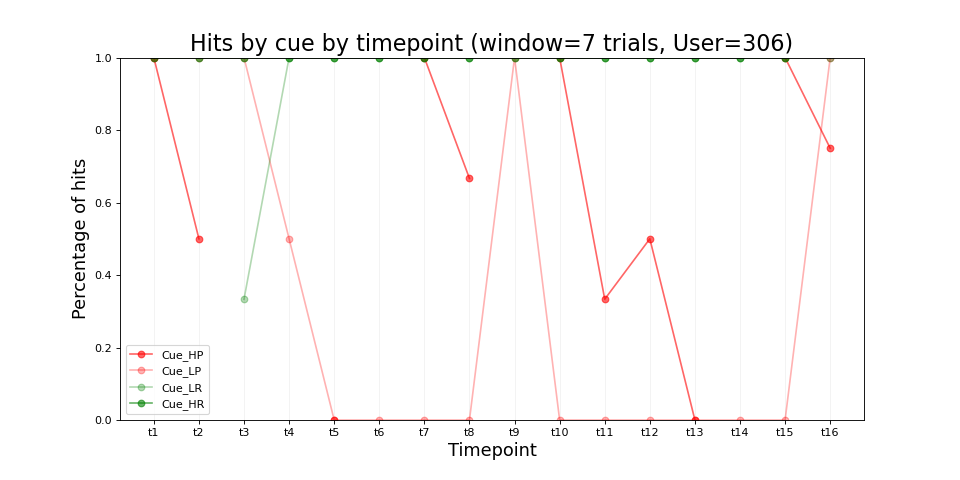 Hits by cue by timepoint (window=7 trials, User=306)
Percentage of hits
1.0
0.8
0.6
0.4
0.2
0.0
Cue_HP
Cue_LP
Cue_LR
Cue_HR
t1 t2 t3 t4 t5 t6 t7 t8 t9 t10 t11 t12 t13 t14 t15 t16
Timepoint